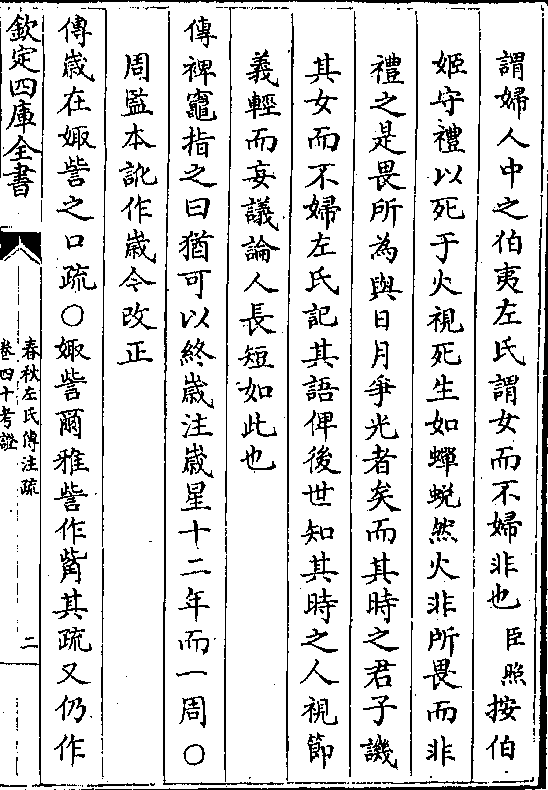 謂婦人中之伯夷左氏謂女而不婦非也臣照按伯
姬守禮以死于火視死生如蟬蛻然火非所畏而非
禮之是畏所為與日月爭光者矣而其時之君子譏
其女而不婦左氏記其語俾後世知其時之人視節
義輕而妄議論人長短如此也
傳裨竈指之曰猶可以終歲注歲星十二年而一周〇
周監本訛作歲令改正
傳歲在娵訾之口疏〇娵訾爾雅訾作觜其疏又仍作
欽定四庫全書
春秋左氏傳注疏
卷四十考證
二